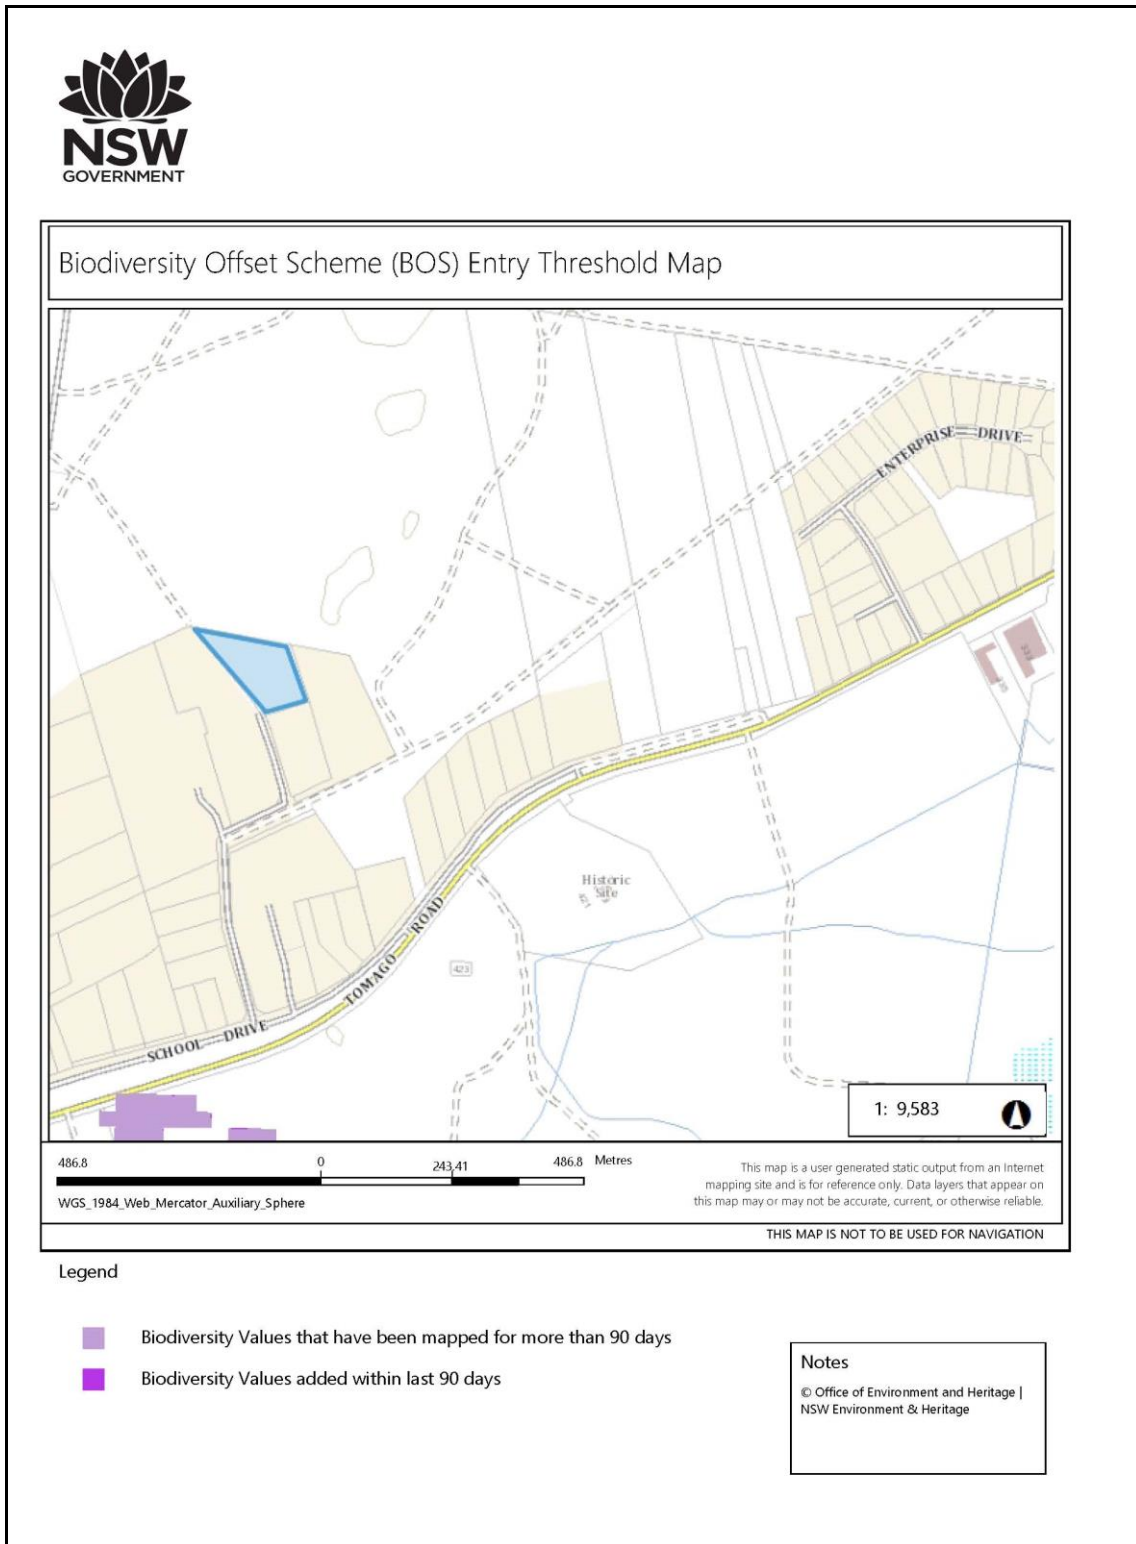 NSW
GOVERNMENT
Biodiversity Offset Scheme (BOS) Entry Threshold Map
ENTERPRISE DRIVE
Historic
Site
421
423
TOMAGO ROAD
SCHOOL DRIVE
1: 9,583
486.8 0 243.41 486.8 Metres
WGS_1984_Web_Mercator_Auxiliary_Sphere
This map is a user generated static output from an Internet
mapping site and is for reference only. Data layers that appear on
this map may or may not be accurate, current, or otherwise reliable.
THIS MAP IS NOT TO BE USED FOR NAVIGATION
Legend
Biodiversity Values that have been mapped for more than 90 days
Biodiversity Values added within last 90 days
Notes
© Office of Environment and Heritage |
NSW Environment & Heritage